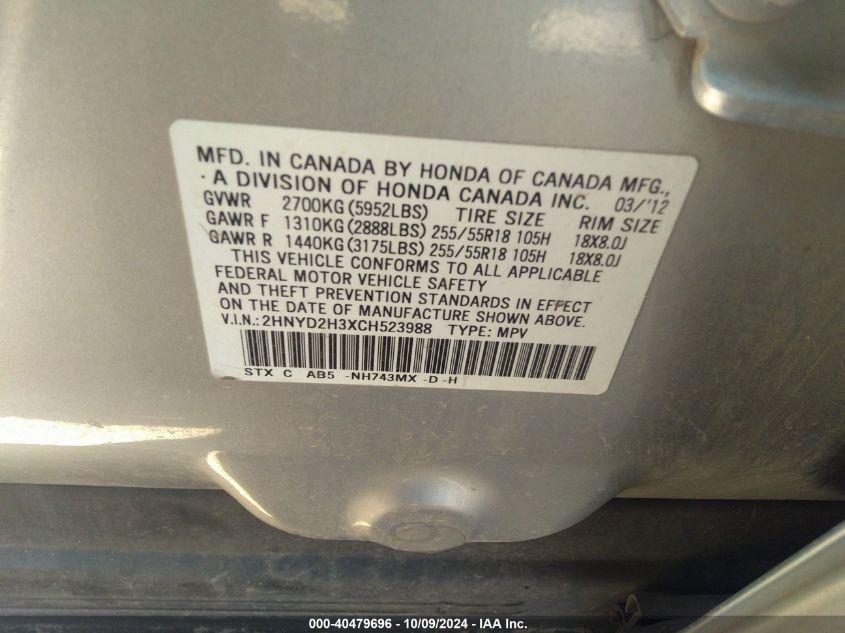 MFD. IN CANADA BY HONDA OF CANADA MFG.,
· A DIVISION OF HONDA CANADA INC. 03/'12
GVWR 2700KG(5952LBS) TIRE SIZE RIM SIZE
GAWR F 1310KG(2888LBS) 255/55R18 105H 18X8.0J
GAWR R 1440KG(3175LBS) 255/55R18 105H 18X8.0J
THIS VEHICLE CONFORMS TO ALL APPLICABLE
FEDERAL MOTOR VEHICLE SAFETY
AND THEFT PREVENTION STANDARDS IN EFFECT
ON THE DATE OF MANUFACTURE SHOWN ABOVE.
V.I.N.:2HNYD2H3XCH523988 TYPE: MPV
STX C AB5 -NH743MX -D -H
000-40479696 - 10/09/2024 - IAA Inc.